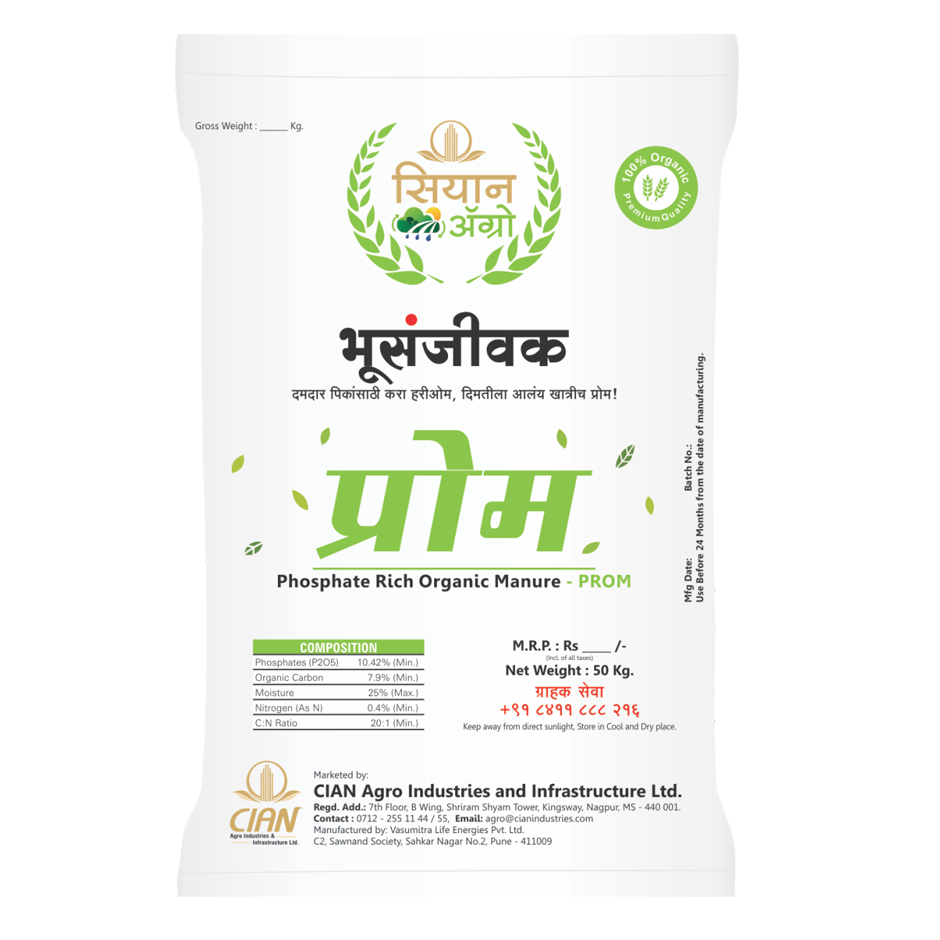 Gross Weight : _____ Kg.
सियान
ॲग्रो
100% Organic
Premium Quality
भूसंजीवक
दमदार पिकांसाठी करा हरीओम, दिमतीला आलंय खात्रीच प्रोम!
प्रोम
Phosphate Rich Organic Manure - PROM
Mfg Date: Batch No.:
Use Before 24 Months from the date of manufacturing.
COMPOSITION
Phosphates (P2O5) 10.42% (Min.)
Organic Carbon 7.9% (Min.)
Moisture 25% (Max.)
Nitrogen (As N) 0.4% (Min.)
C:N Ratio 20:1 (Min.)
M.R.P. : Rs ____ /-
(Incl. of all taxes)
Net Weight : 50 Kg.
ग्राहक सेवा
+९१ ८४११ ८८८ २१६
Keep away from direct sunlight, Store in Cool and Dry place.
CIAN
Agro Industries &
Infrastructure Ltd.
Marketed by:
CIAN Agro Industries and Infrastructure Ltd.
Regd. Add.: 7th Floor, B Wing, Shriram Shyam Tower, Kingsway, Nagpur, MS - 440 001.
Contact : 0712 - 255 11 44 / 55, Email: agro@cianindustries.com
Manufactured by: Vasumitra Life Energies Pvt. Ltd.
C2, Sawnand Society, Sahkar Nagar No.2, Pune - 411009